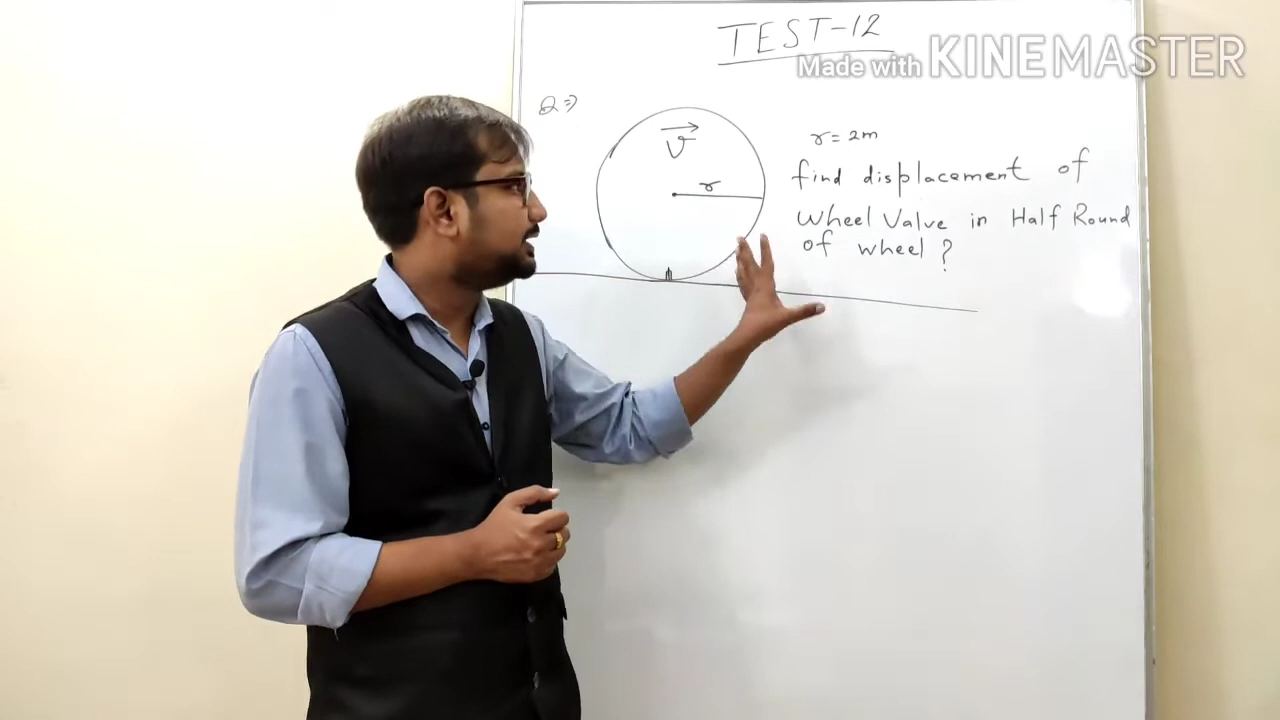 TEST-12
Made with KINEMASTER
Q ⇒
v
r
r = 2m
find displacement of
wheel Valve in Half Round
of wheel ?